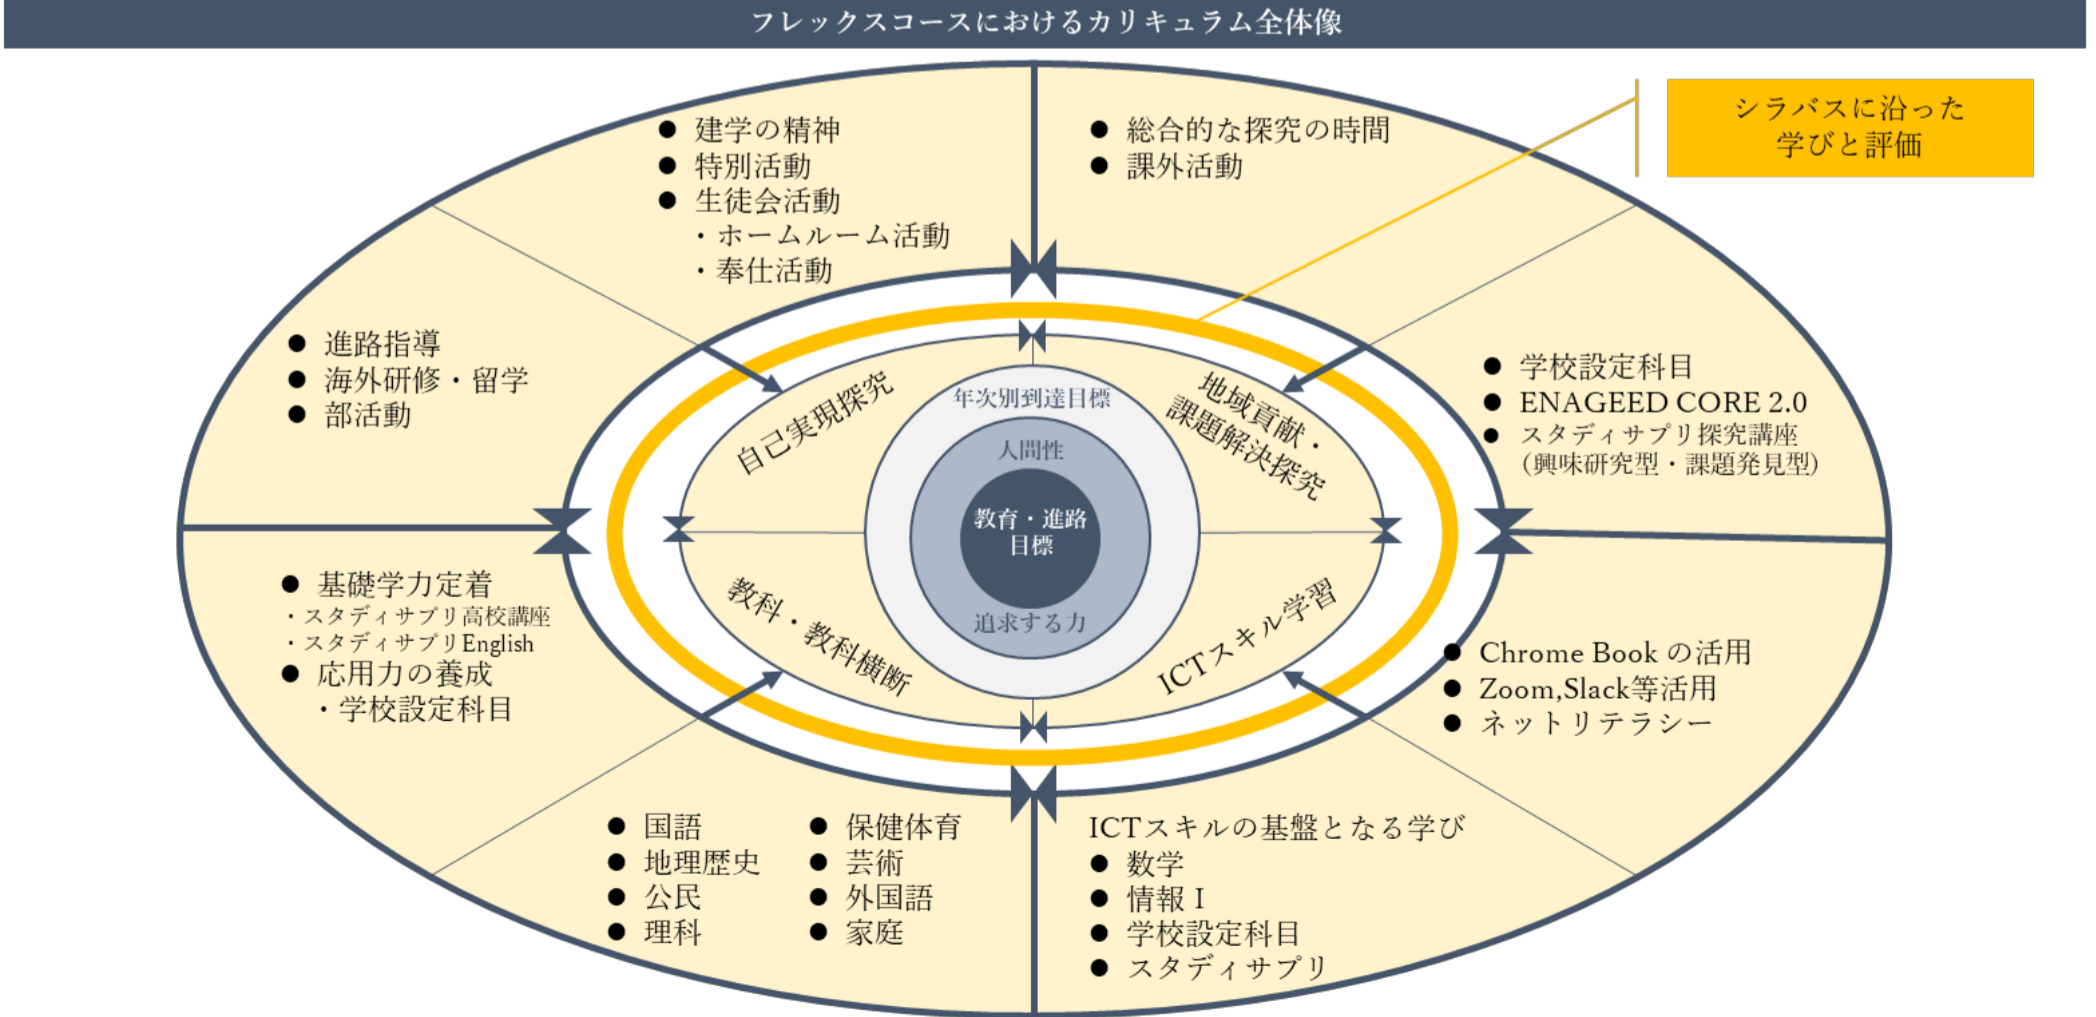 フレックスコースにおけるカリキュラム全体像
シラバスに沿った
学びと評価
● 建学の精神
● 特別活動
● 生徒会活動
・ホームルーム活動
・奉仕活動
● 総合的な探究の時間
● 課外活動
● 進路指導
● 海外研修・留学
● 部活動
● 学校設定科目
● ENAGEED CORE 2.0
● スタディサプリ探究講座
（興味研究型・課題発見型）
自己実現探究
地域貢献・
課題解決探究
年次別到達目標
人間性
教育・進路
目標
追求する力
教科・教科横断
ICTスキル学習
● 基礎学力定着
・スタディサプリ高校講座
・スタディサプリEnglish
● 応用力の養成
・学校設定科目
● Chrome Book の活用
● Zoom,Slack等活用
● ネットリテラシー
● 国語
● 地理歴史
● 公民
● 理科
● 保健体育
● 芸術
● 外国語
● 家庭
ICTスキルの基盤となる学び
● 数学
● 情報Ⅰ
● 学校設定科目
● スタディサプリ